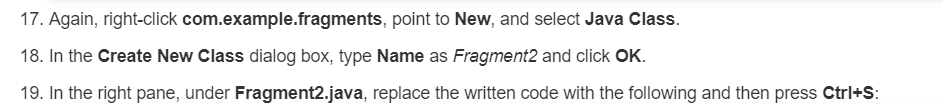 17. Again, right-click com.example.fragments, point to New, and select Java Class.
18. In the Create New Class dialog box, type Name as Fragment2 and click OK.
19. In the right pane, under Fragment2.java, replace the written code with the following and then press Ctrl+S: